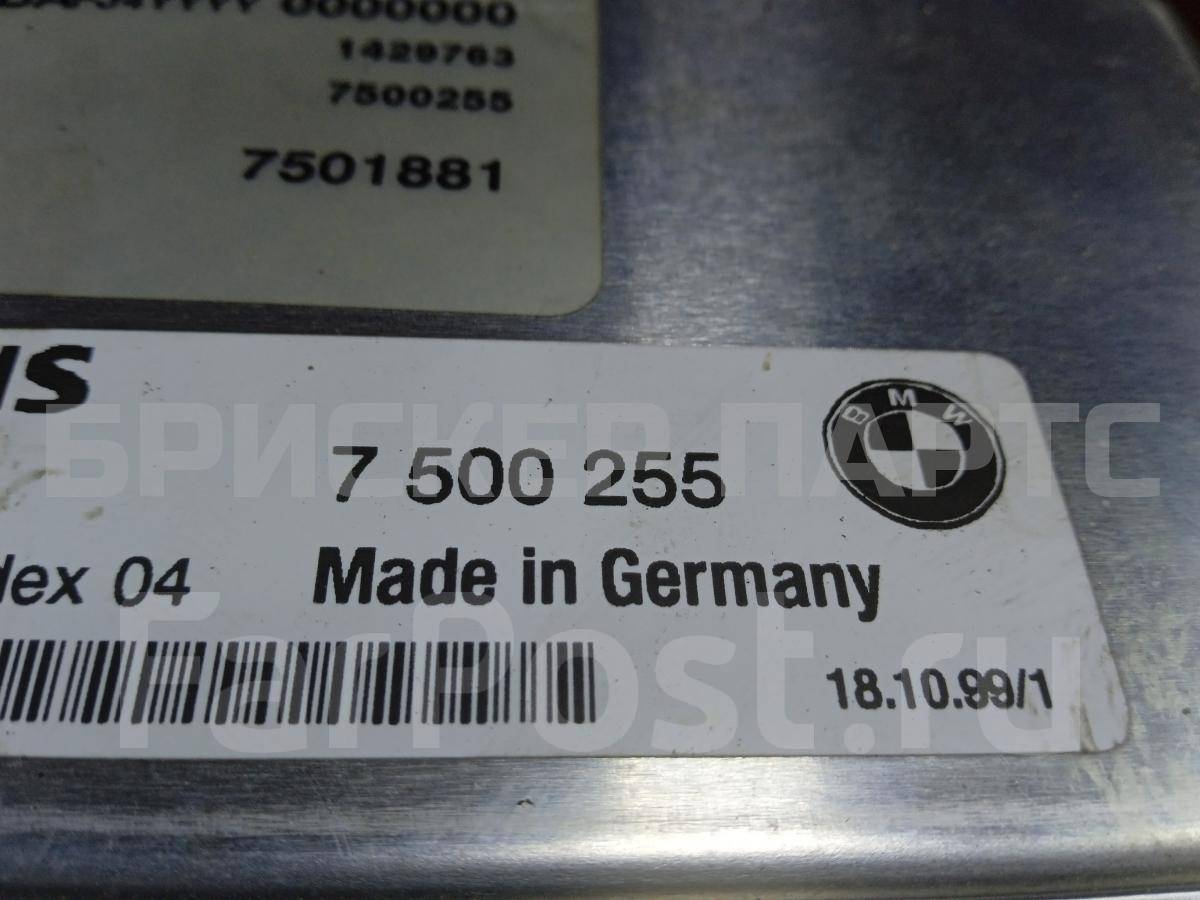 0000000
1429763
7500255
7501881
БРИСКЕР ПАРТС
7 500 255
BMW
04 Made in Germany
FarPost.ru
18.10.99/1